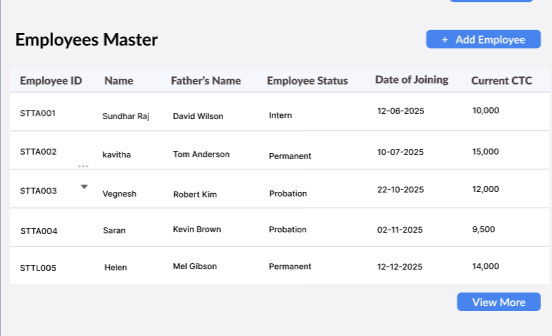 Employees Master
+ Add Employee
Employee ID Name Father's Name Employee Status Date of Joining Current CTC
STTA001 Sundhar Raj David Wilson Intern 12-06-2025 10,000
STTA002 kavitha Tom Anderson Permanent 10-07-2025 15,000
STTA003 Vegnesh Robert Kim Probation 22-10-2025 12,000
STTA004 Saran Kevin Brown Probation 02-11-2025 9,500
STTL005 Helen Mel Gibson Permanent 12-12-2025 14,000
View More